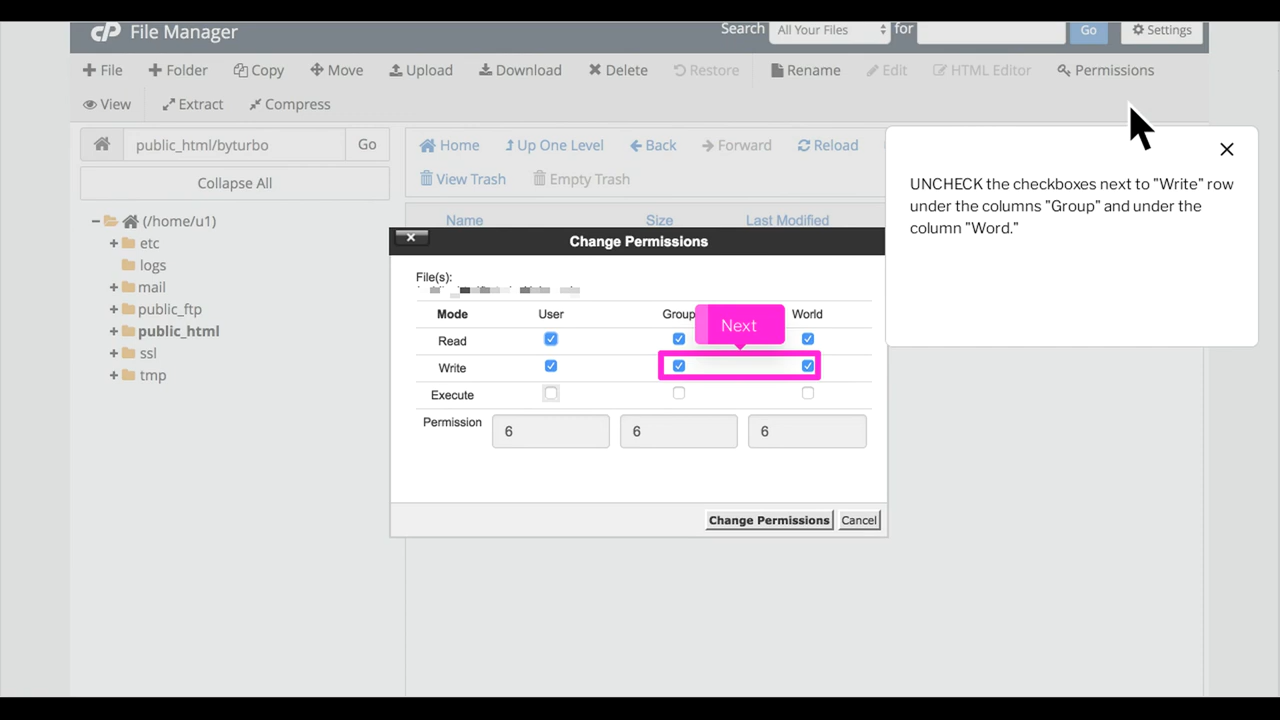 cP File Manager
Search All Your Files for Go Settings
File Folder Copy Move Upload Download Delete Restore Rename Edit HTML Editor Permissions
View Extract Compress
public_html/byturbo Go
Collapse All
(/home/u1)
etc
logs
mail
public_ftp
public_html
ssl
tmp
Home Up One Level Back Forward Reload
View Trash Empty Trash
Name Size Last Modified
Change Permissions
File(s):
Mode User Group World
Read
Write
Execute
Permission 6 6 6
Change Permissions Cancel
Next
UNCHECK the checkboxes next to "Write" row
under the columns "Group" and under the
column "Word."